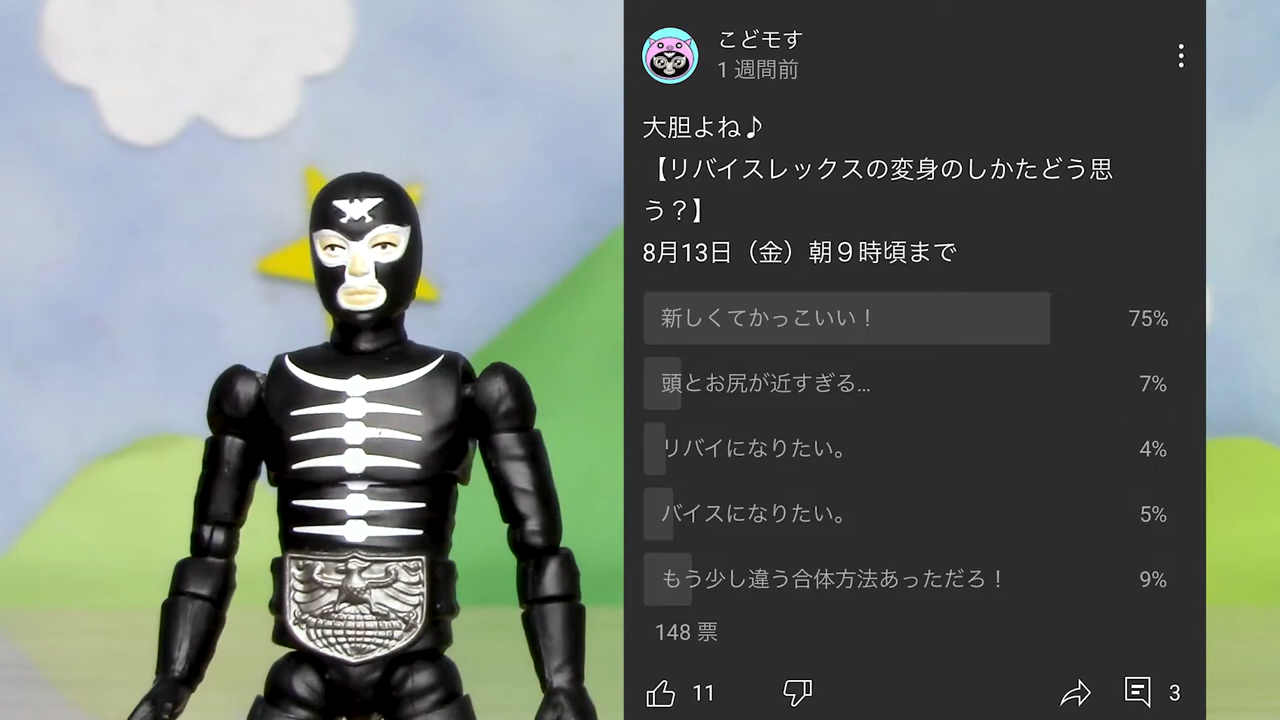 こどモす
1 週間前
大胆よね♪
【リバイスレックスの変身のしかたどう思
う？】
8月13日（金）朝９時頃まで
新しくてかっこいい！ 75%
頭とお尻が近すぎる... 7%
リバイになりたい。 4%
バイスになりたい。 5%
もう少し違う合体方法あっただろ！ 9%
148 票
11 3